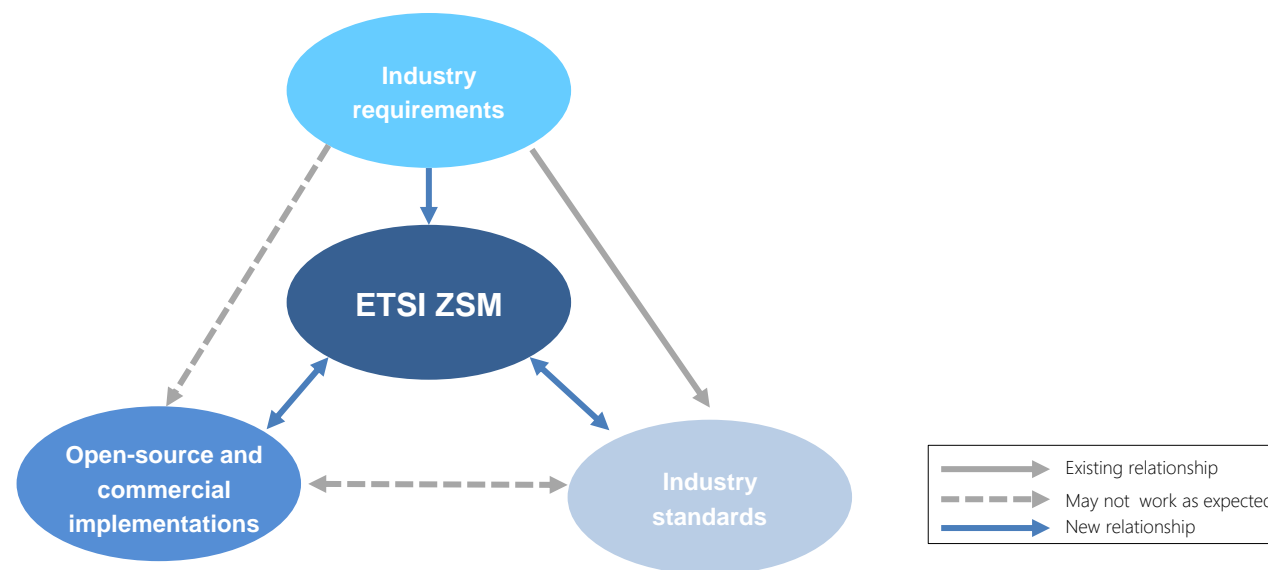 Industry
requirements
ETSI ZSM
Open-source and
commercial
implementations
Industry
standards
Existing relationship
May not work as expected
New relationship